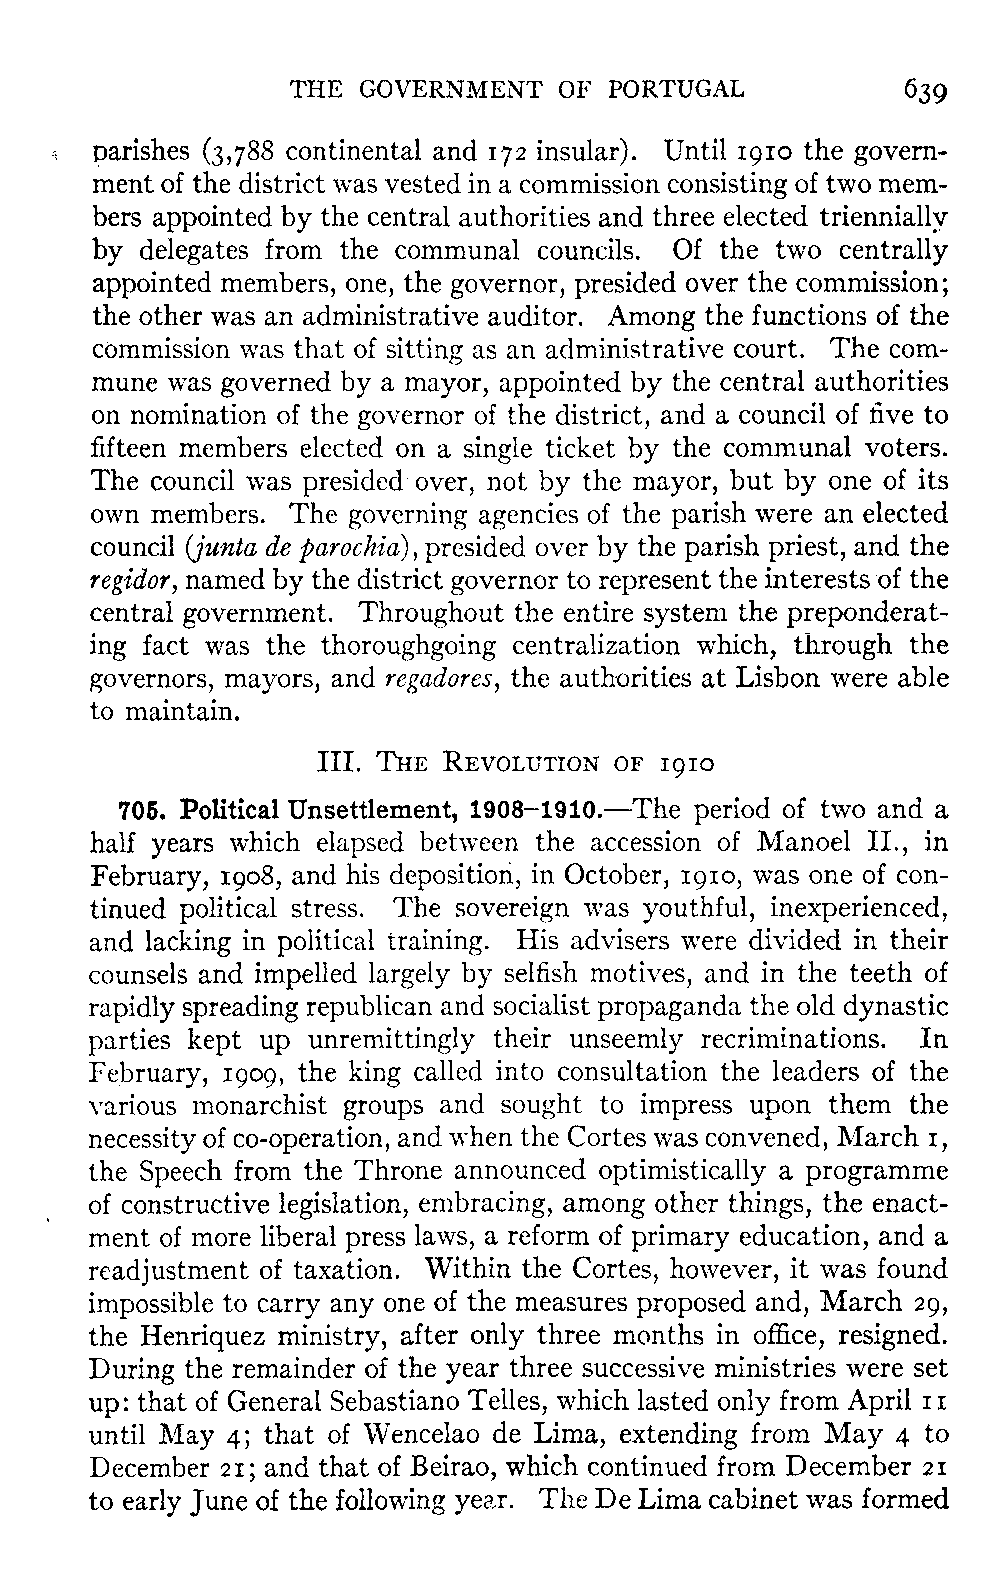 THE GOVERNMENT OF PORTUGAL 639
parishes (3,788 continental and 172 insular). Until 1910 the govern-
ment of the district was vested in a commission consisting of two mem-
bers appointed by the central authorities and three elected triennially
by delegates from the communal councils. Of the two centrally
appointed members, one, the governor, presided over the commission;
the other was an administrative auditor. Among the functions of the
commission was that of sitting as an administrative court. The com-
mune was governed by a mayor, appointed by the central authorities
on nomination of the governor of the district, and a council of five to
fifteen members elected on a single ticket by the communal voters.
The council was presided over, not by the mayor, but by one of its
own members. The governing agencies of the parish were an elected
council (junta de parochia), presided over by the parish priest, and the
regidor, named by the district governor to represent the interests of the
central government. Throughout the entire system the preponderat-
ing fact was the thoroughgoing centralization which, through the
governors, mayors, and regadores, the authorities at Lisbon were able
to maintain.
III. THE REVOLUTION OF 1910
705. Political Unsettlement, 1908–1910.—The period of two and a
half years which elapsed between the accession of Manoel II., in
February, 1908, and his deposition, in October, 1910, was one of con-
tinued political stress. The sovereign was youthful, inexperienced,
and lacking in political training. His advisers were divided in their
counsels and impelled largely by selfish motives, and in the teeth of
rapidly spreading republican and socialist propaganda the old dynastic
parties kept up unremittingly their unseemly recriminations. In
February, 1909, the king called into consultation the leaders of the
various monarchist groups and sought to impress upon them the
necessity of co-operation, and when the Cortes was convened, March 1,
the Speech from the Throne announced optimistically a programme
of constructive legislation, embracing, among other things, the enact-
ment of more liberal press laws, a reform of primary education, and a
readjustment of taxation. Within the Cortes, however, it was found
impossible to carry any one of the measures proposed and, March 29,
the Henriquez ministry, after only three months in office, resigned.
During the remainder of the year three successive ministries were set
up: that of General Sebastiano Telles, which lasted only from April 11
until May 4; that of Wencelao de Lima, extending from May 4 to
December 21; and that of Beirao, which continued from December 21
to early June of the following year. The De Lima cabinet was formed